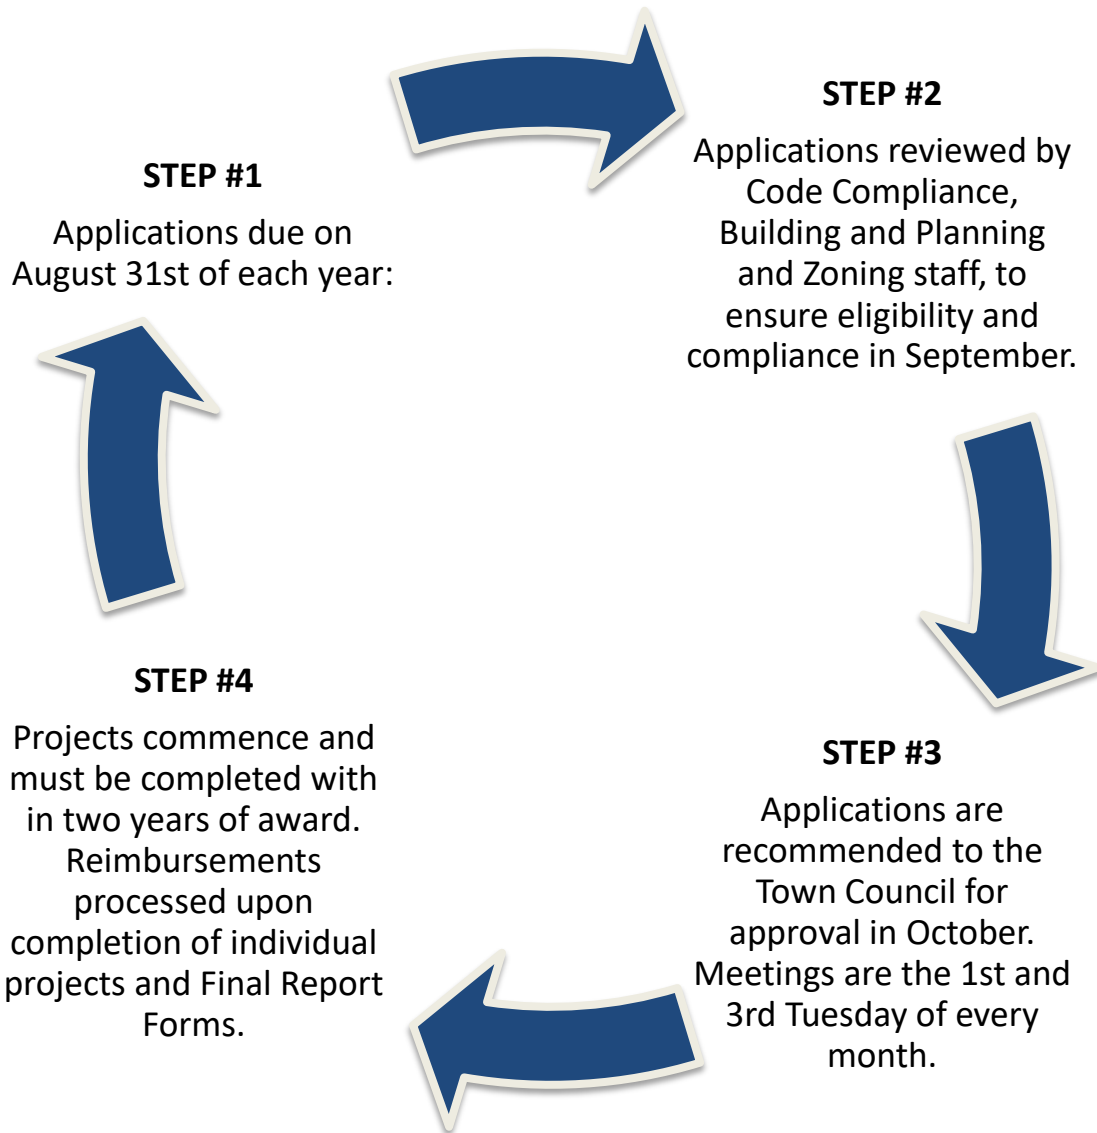 STEP #1
Applications due on
August 31st of each year:
STEP #2
Applications reviewed by
Code Compliance,
Building and Planning
and Zoning staff, to
ensure eligibility and
compliance in September.
STEP #3
Applications are
recommended to the
Town Council for
approval in October.
Meetings are the 1st and
3rd Tuesday of every
month.
STEP #4
Projects commence and
must be completed with
in two years of award.
Reimbursements
processed upon
completion of individual
projects and Final Report
Forms.